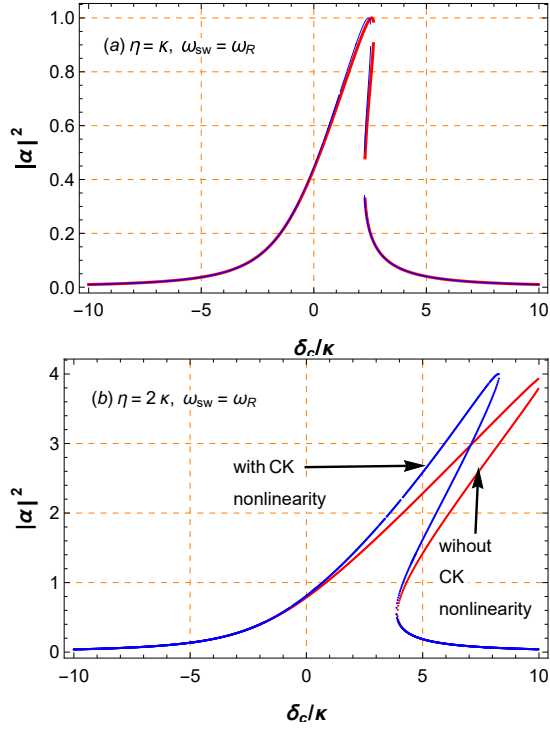 (a) η = κ, ω_sw = ω_R
|α|²
1.0
0.8
0.6
0.4
0.2
0.0
−10
−5
0
5
10
δ_c/κ
(b) η = 2 κ, ω_sw = ω_R
|α|²
4
3
2
1
0
with CK
nonlinearity
wihout
CK
nonlinearity
−10
−5
0
5
10
δ_c/κ